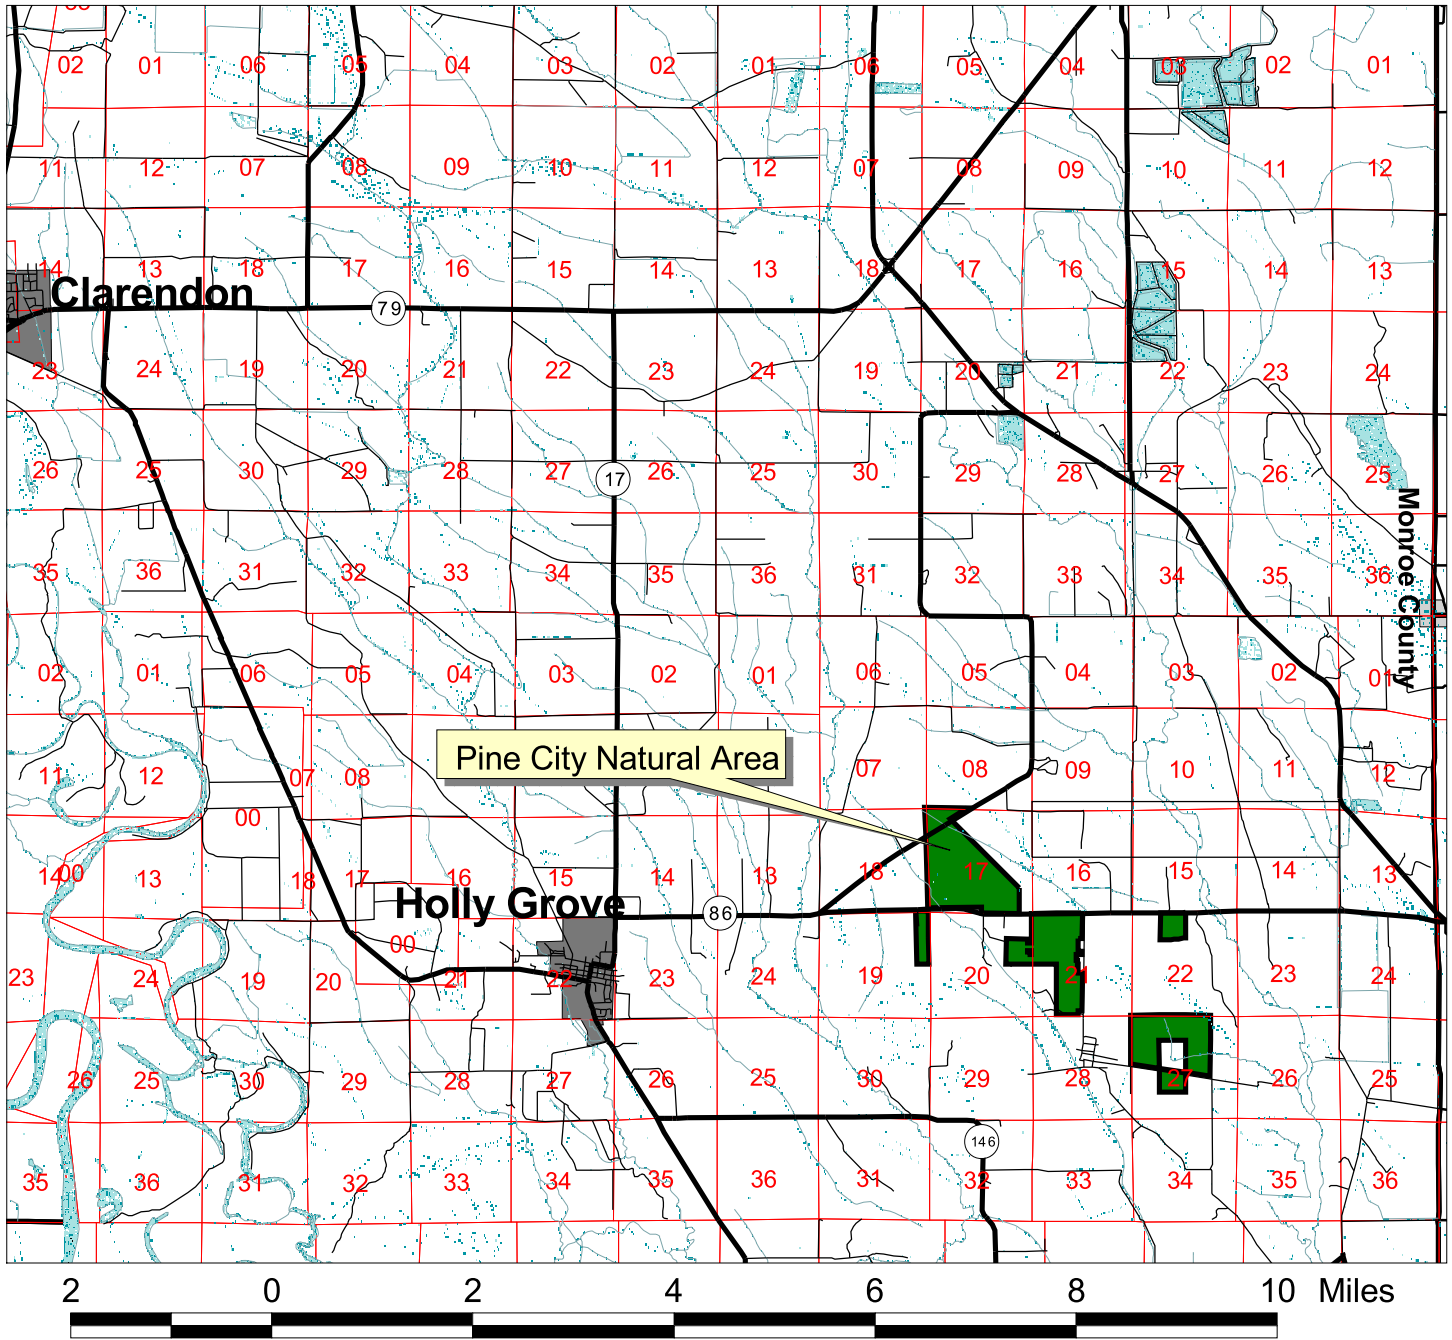 02 01 06 05 04 03 02 01 06 05 04 03 02 01
11 12 07 08 09 10 11 12 07 08 09 10 11 12
14 13 18 17 16 15 14 13 18 17 16 15 14 13
Clarendon
79
23 24 19 20 21 22 23 24 19 20 21 22 23 24
26 25 30 29 28 27 26 25 30 29 28 27 26 25
17
Monroe County
35 36 31 32 33 34 35 36 31 32 33 34 35 36
02 01 06 05 04 03 02 01 06 05 04 03 02 01
Pine City Natural Area
11 12 07 08 07 08 09 10 11 12
00
14 00 13 18 17 16 15 14 13 18 17 16 15 14 13
Holly Grove
86
00
23 24 19 20 21 22 23 24 19 20 21 22 23 24
26 25 30 29 28 27 26 25 30 29 28 27 26 25
146
35 36 31 32 33 34 35 36 31 32 33 34 35 36
2 0 2 4 6 8 10 Miles